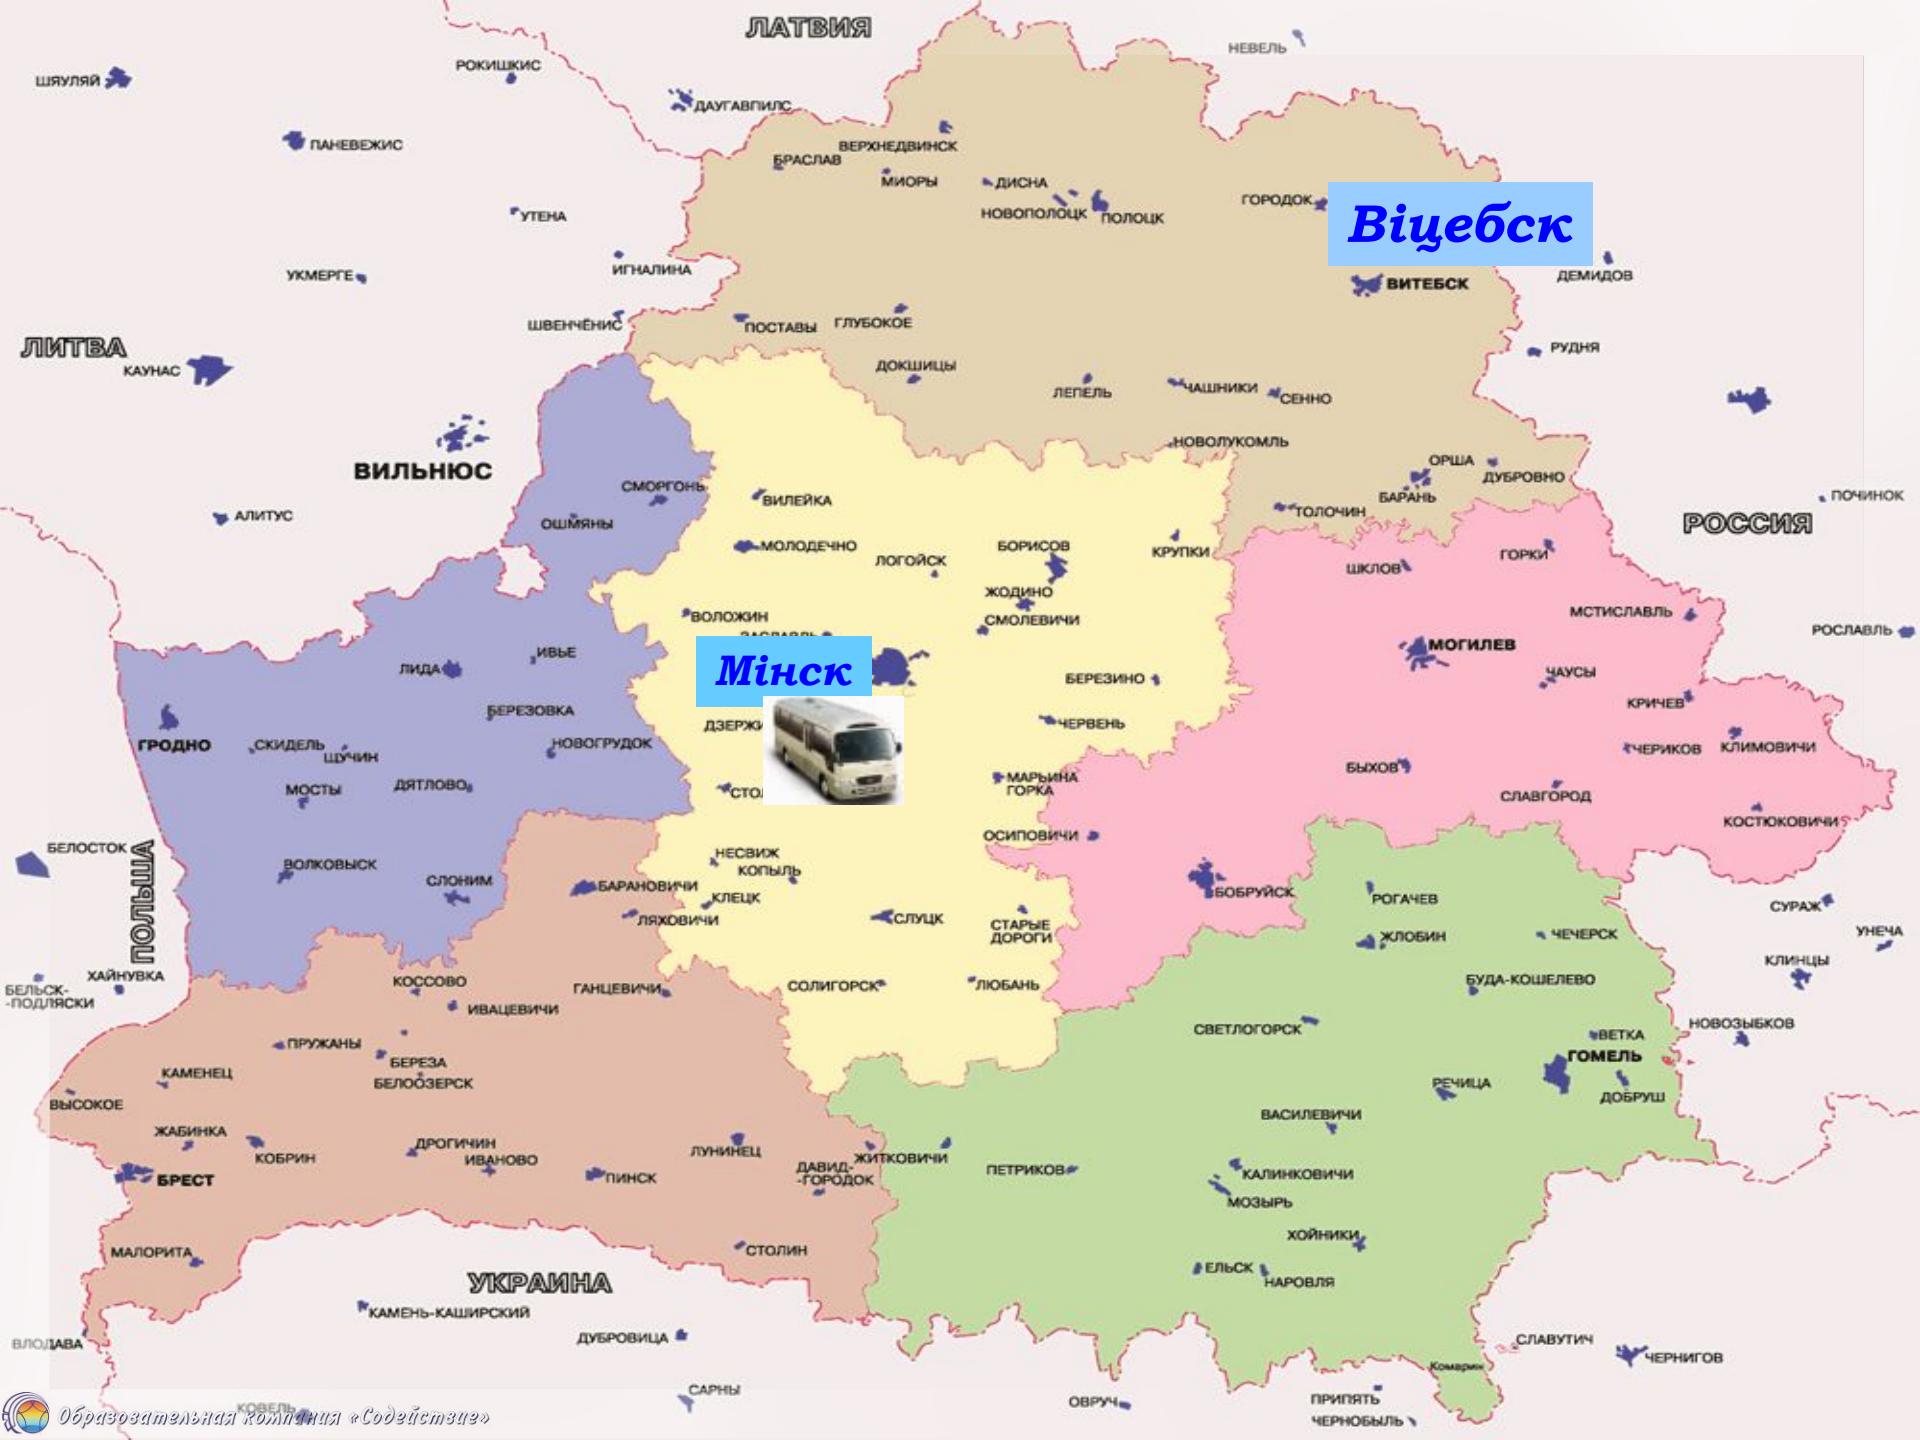 ЛАТВИЯ
НЕВЕЛЬ
РОКИШКИС
ШЯУЛЯЙ
ДАУГАВПИЛС
ПАНЕВЕЖИС
ВЕРХНЕДВИНСК
БРАСЛАВ
МИОРЫ
ДИСНА
ГОРОДОК
НОВОПОЛОЦК
ПОЛОЦК
УТЕНА
Віцебск
ИГНАЛИНА
УКМЕРГЕ
ДЕМИДОВ
ВИТЕБСК
ШВЕНЧЁНИС
ПОСТАВЫ
ГЛУБОКОЕ
ЛИТВА
КАУНАС
РУДНЯ
ДОКШИЦЫ
ЛЕПЕЛЬ
ЧАШНИКИ
СЕННО
НОВОЛУКОМЛЬ
ВИЛЬНЮС
ОРША
ДУБРОВНО
СМОРГОНЬ
ВИЛЕЙКА
БАРАНЬ
ПОЧИНОК
АЛИТУС
ОШМЯНЫ
ТОЛОЧИН
РОССИЯ
МОЛОДЕЧНО
ЛОГОЙСК
БОРИСОВ
КРУПКИ
ШКЛОВ
ГОРКИ
ЖОДИНО
ВОЛОЖИН
СМОЛЕВИЧИ
МСТИСЛАВЛЬ
РОСЛАВЛЬ
МОГИЛЕВ
ИВЬЕ
ЛИДА
Мінск
БЕРЕЗИНО
ЧАУСЫ
КРИЧЕВ
БЕРЕЗОВКА
ДЗЕРЖИ
ЧЕРВЕНЬ
ГРОДНО
СКИДЕЛЬ
ЩУЧИН
НОВОГРУДОК
ЧЕРИКОВ
КЛИМОВИЧИ
МОСТЫ
ДЯТЛОВО
СТО
МАРЬИНА
ГОРКА
БЫХОВ
СЛАВГОРОД
КОСТЮКОВИЧИ
ОСИПОВИЧИ
БЕЛОСТОК
ПОЛЬША
ВОЛКОВЫСК
СЛОНИМ
НЕСВИЖ
КОПЫЛЬ
БАРАНОВИЧИ
КЛЕЦК
ЛЯХОВИЧИ
СЛУЦК
СТАРЫЕ
ДОРОГИ
БОБРУЙСК
РОГАЧЕВ
СУРАЖ
ЖЛОБИН
ЧЕЧЕРСК
УНЕЧА
ХАЙНУВКА
БЕЛЬСК-
-ПОДЛЯСКИ
КОССОВО
ИВАЦЕВИЧИ
ГАНЦЕВИЧИ
СОЛИГОРСК
ЛЮБАНЬ
БУДА-КОШЕЛЕВО
КЛИНЦЫ
СВЕТЛОГОРСК
НОВОЗЫБКОВ
ВЕТКА
ПРУЖАНЫ
БЕРЕЗА
БЕЛООЗЕРСК
КАМЕНЕЦ
ГОМЕЛЬ
РЕЧИЦА
ДОБРУШ
ВЫСОКОЕ
ВАСИЛЕВИЧИ
ЖАБИНКА
КОБРИН
ДРОГИЧИН
ИВАНОВО
ЛУНИНЕЦ
ЖИТКОВИЧИ
БРЕСТ
ПИНСК
ДАВИД-
-ГОРОДОК
ПЕТРИКОВ
КАЛИНКОВИЧИ
МОЗЫРЬ
ХОЙНИКИ
МАЛОРИТА
СТОЛИН
ЕЛЬСК
НАРОВЛЯ
УКРАИНА
КАМЕНЬ-КАШИРСКИЙ
ДУБРОВИЦА
ВЛОДАВА
СЛАВУТИЧ
ЧЕРНИГОВ
Комарин
САРНЫ
ОВРУЧ
ПРИПЯТЬ
ЧЕРНОБЫЛЬ
КОВЕЛЬ
Образовательная компания «Содействие»